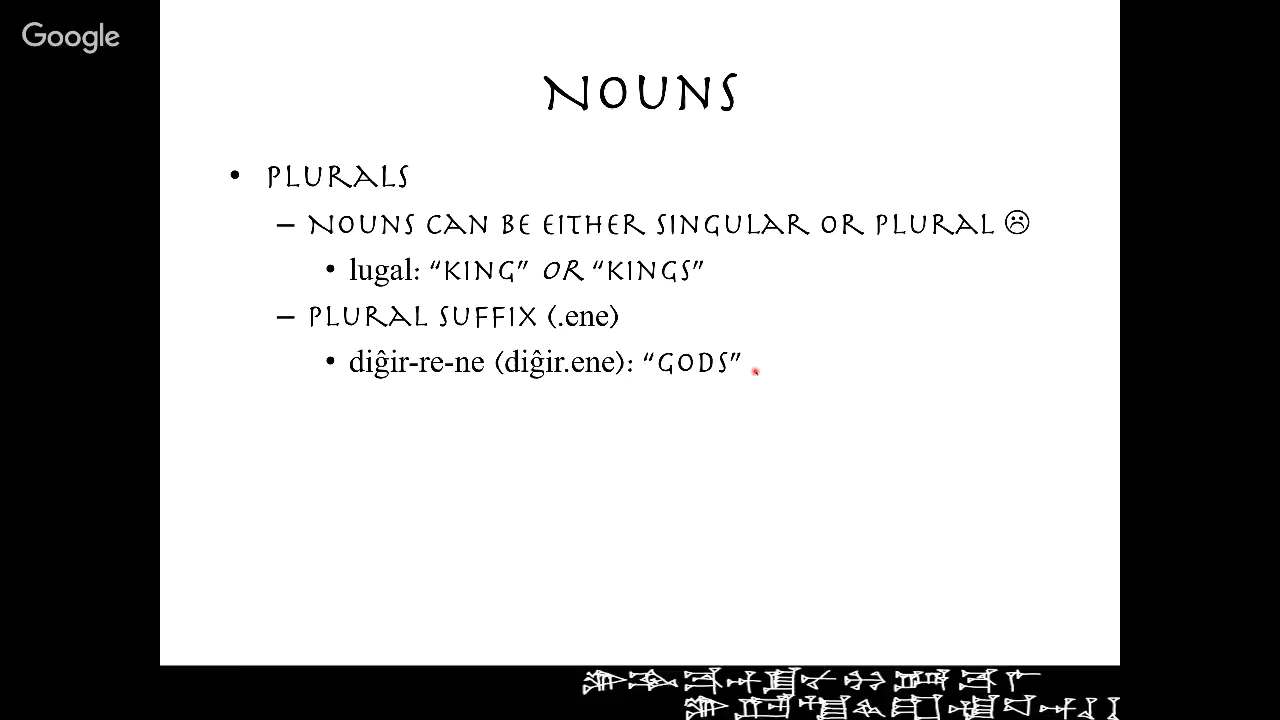 Google
NOUNS
• PLURALS
– NOUNS CAN BE EITHER SINGULAR OR PLURAL ☹
• lugal: “KING” OR “KINGS”
– PLURAL SUFFIX (.ene)
• diĝir-re-ne (diĝir.ene): “GODS”